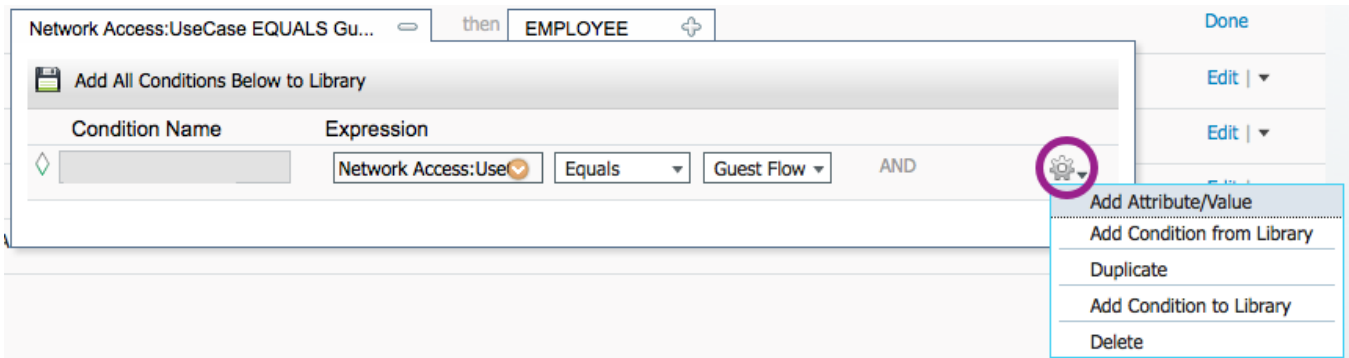 Network Access:UseCase EQUALS Gu... then EMPLOYEE Done
Add All Conditions Below to Library Edit |
Condition Name Expression Edit |
Network Access:Use Equals Guest Flow AND
Add Attribute/Value
Add Condition from Library
Duplicate
Add Condition to Library
Delete